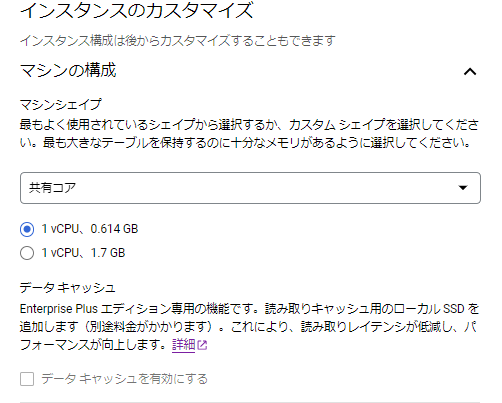 インスタンスのカスタマイズ
インスタンス構成は後からカスタマイズすることもできます
マシンの構成
マシンシェイプ
最もよく使用されているシェイプから選択するか、カスタム シェイプを選択してくださ
い。最も大きなテーブルを保持するのに十分なメモリがあるように選択してください。
共有コア
1 vCPU、0.614 GB
1 vCPU、1.7 GB
データ キャッシュ
Enterprise Plus エディション専用の機能です。読み取りキャッシュ用のローカル SSD を
追加します（別途料金がかかります）。これにより、読み取りレイテンシが低減し、パ
フォーマンスが向上します。詳細
データ キャッシュを有効にする